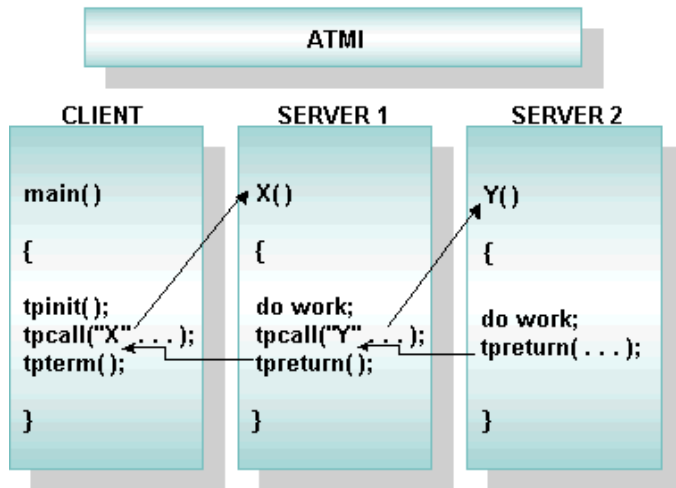 ATMI
CLIENT
main()
{
tpinit();
tpcall("X" . . . );
tpterm();
}
SERVER 1
X()
{
do work;
tpcall("Y" . . . );
tpreturn();
}
SERVER 2
Y()
{
do work;
tpreturn( . . . );
}